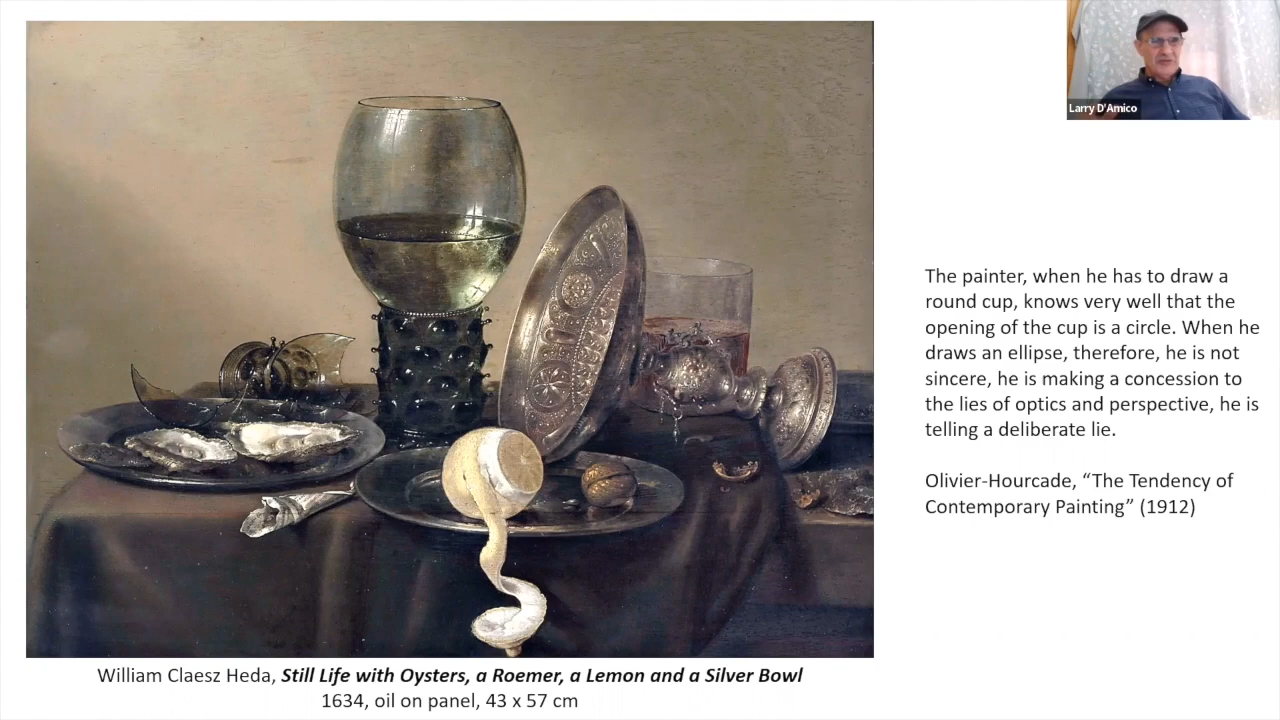 Larry D'Amico
The painter, when he has to draw a
round cup, knows very well that the
opening of the cup is a circle. When he
draws an ellipse, therefore, he is not
sincere, he is making a concession to
the lies of optics and perspective, he is
telling a deliberate lie.
Olivier-Hourcade, “The Tendency of
Contemporary Painting” (1912)
William Claesz Heda, Still Life with Oysters, a Roemer, a Lemon and a Silver Bowl
1634, oil on panel, 43 x 57 cm